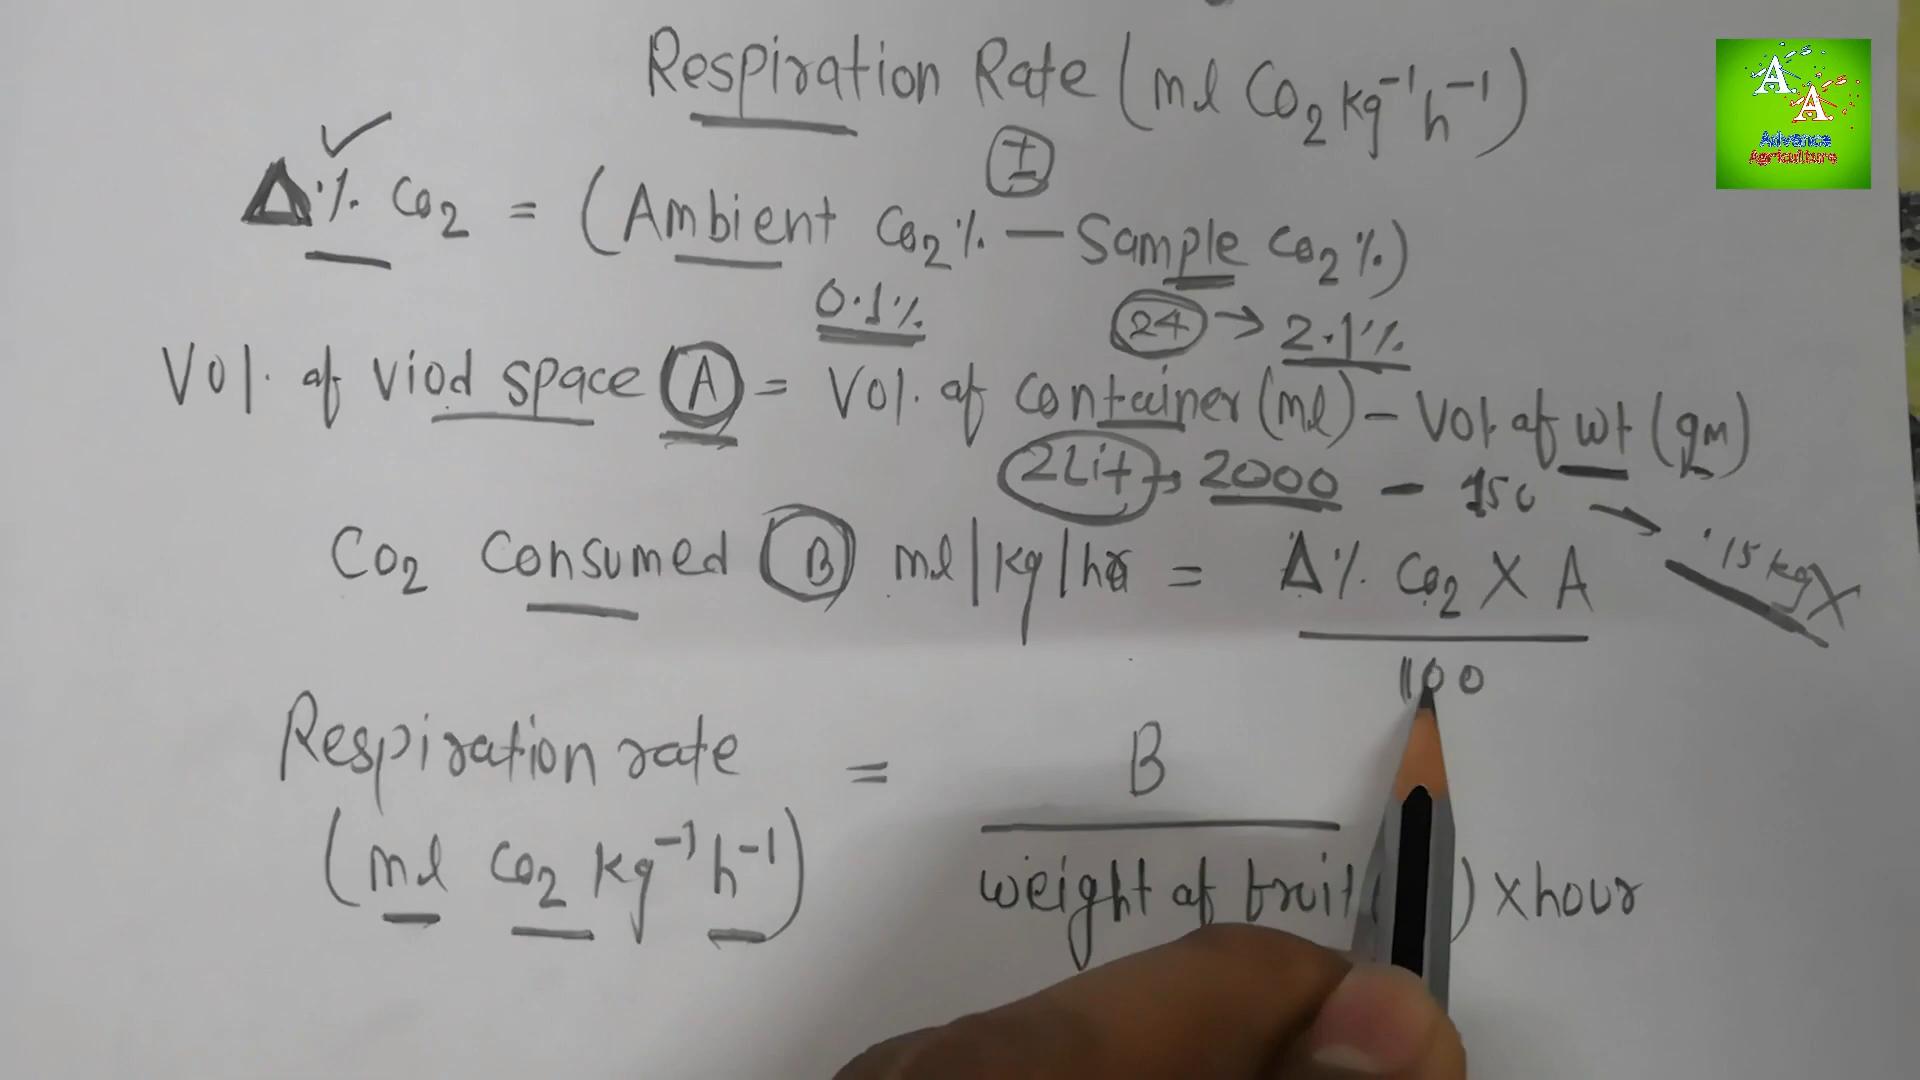 Respiration Rate (ml CO2 kg⁻¹ h⁻¹)
±
Δ% CO2 = (Ambient CO2% – Sample CO2%)
0.1% 24 → 2.1%
Vol. of Viod space A = Vol. of container (ml) – Vol of wt (gm)
2Lit → 2000 - 150
.15 kg X
CO2 Consumed B ml/kg/hr = Δ% CO2 X A
100
Respiration rate = B
(ml CO2 kg⁻¹ h⁻¹) weight of fruit ( ) X hour
A A
Advance
Agriculture